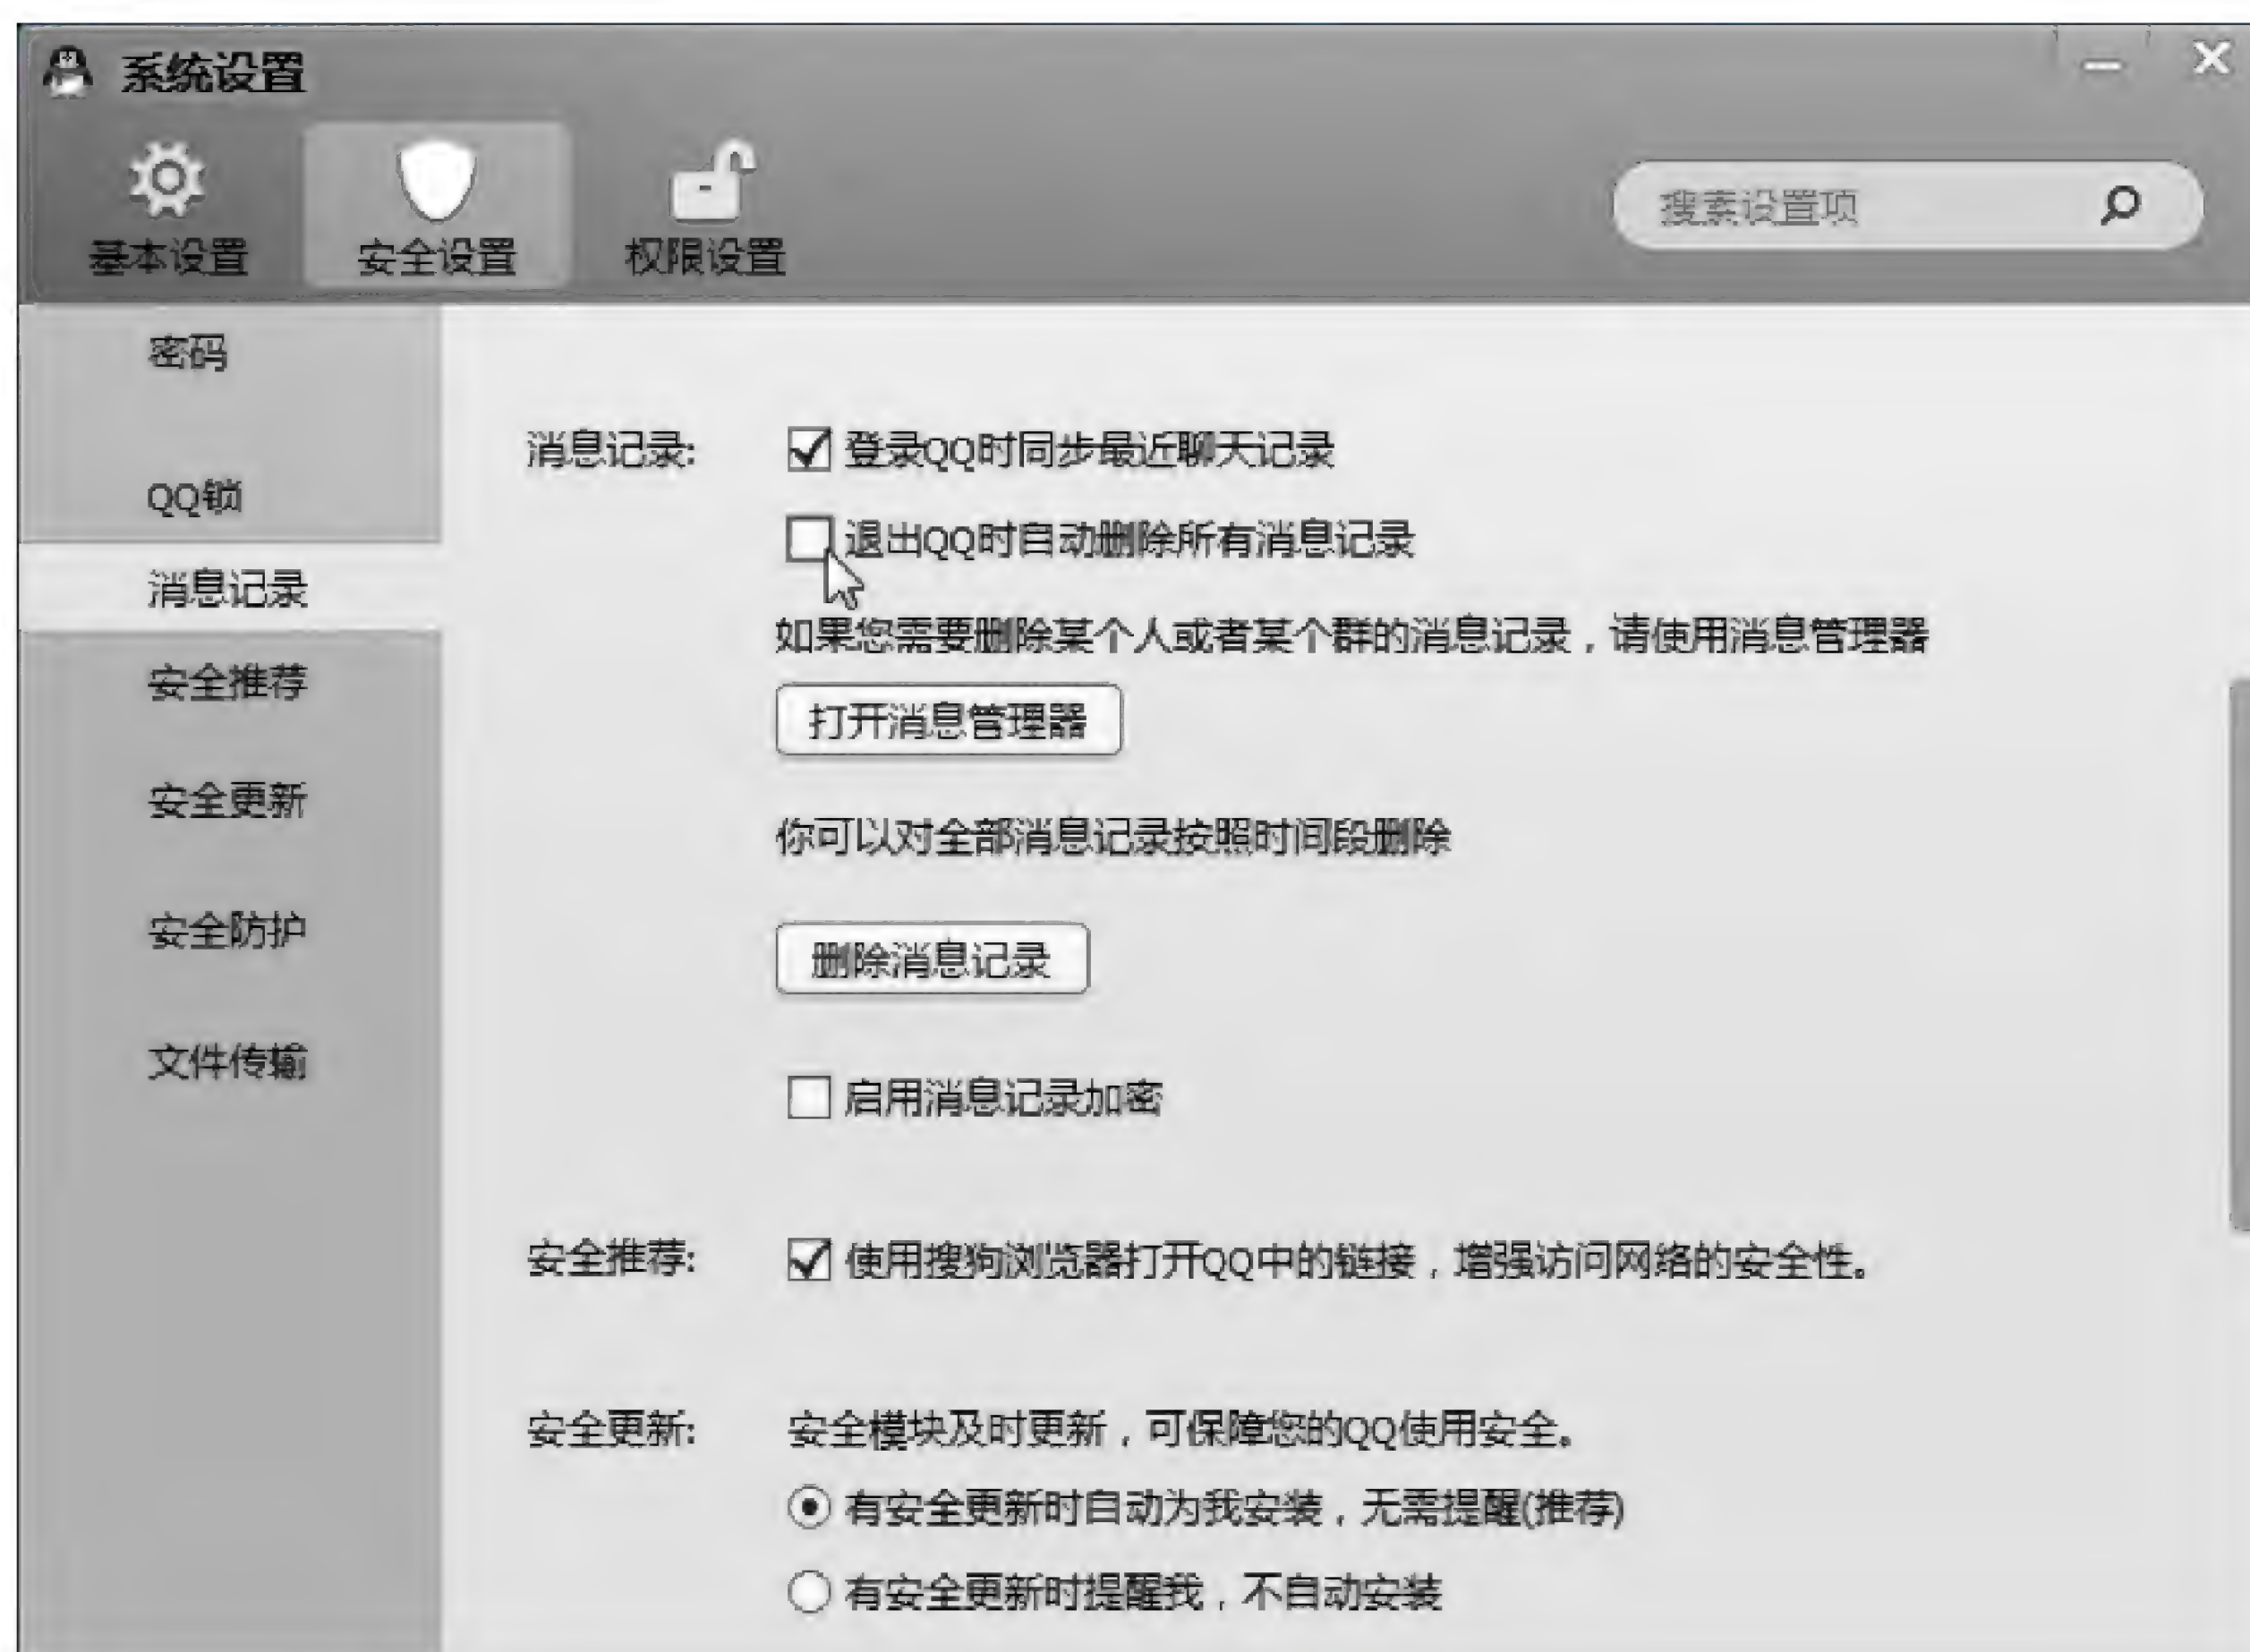 系统设置
基本设置
安全设置
权限设置
搜索设置项
密码
QQ锁
消息记录
安全推荐
安全更新
安全防护
文件传输
消息记录:
登录QQ时同步最近聊天记录
退出QQ时自动删除所有消息记录
如果您需要删除某个人或者某个群的消息记录，请使用消息管理器
打开消息管理器
你可以对全部消息记录按照时间段删除
删除消息记录
启用消息记录加密
安全推荐:
使用搜狗浏览器打开QQ中的链接，增强访问网络的安全性。
安全更新:
安全模块及时更新，可保障您的QQ使用安全。
有安全更新时自动为我安装，无需提醒(推荐)
有安全更新时提醒我，不自动安装